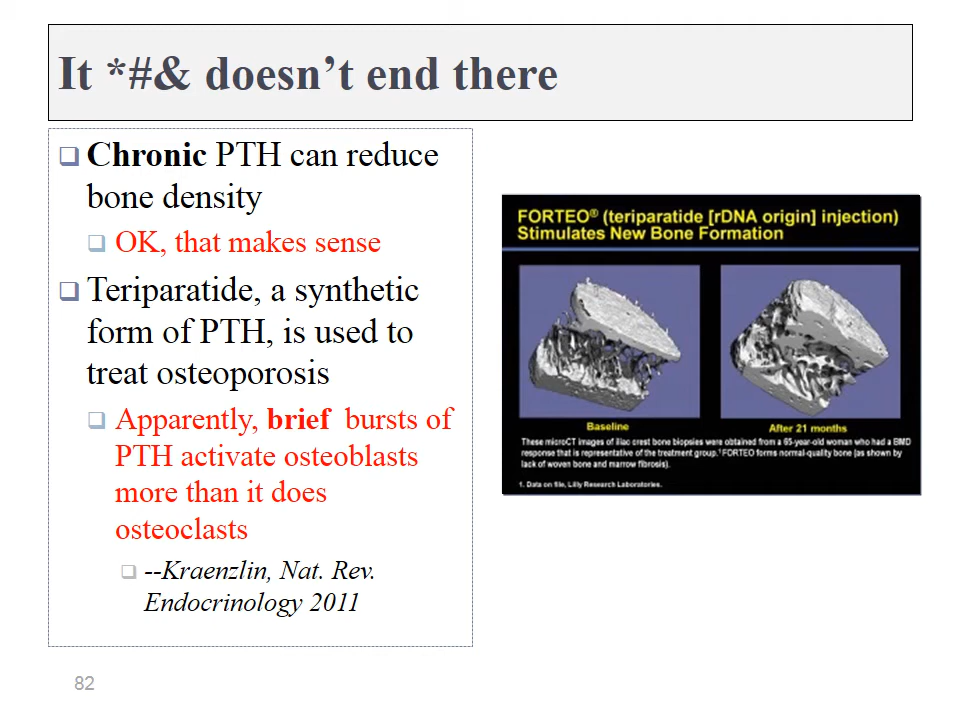 It *#& doesn't end there
Chronic PTH can reduce
bone density
OK, that makes sense
Teriparatide, a synthetic
form of PTH, is used to
treat osteoporosis
Apparently, brief bursts of
PTH activate osteoblasts
more than it does
osteoclasts
--Kraenzlin, Nat. Rev.
Endocrinology 2011
FORTEO® (teriparatide [rDNA origin] injection)
Stimulates New Bone Formation
Baseline
After 21 months
These microCT images of iliac crest bone biopsies were obtained from a 65-year-old woman who had a BMD
response that is representative of the treatment group.¹ FORTEO forms normal-quality bone (as shown by
lack of woven bone and marrow fibrosis).
1. Data on file, Lilly Research Laboratories.
82